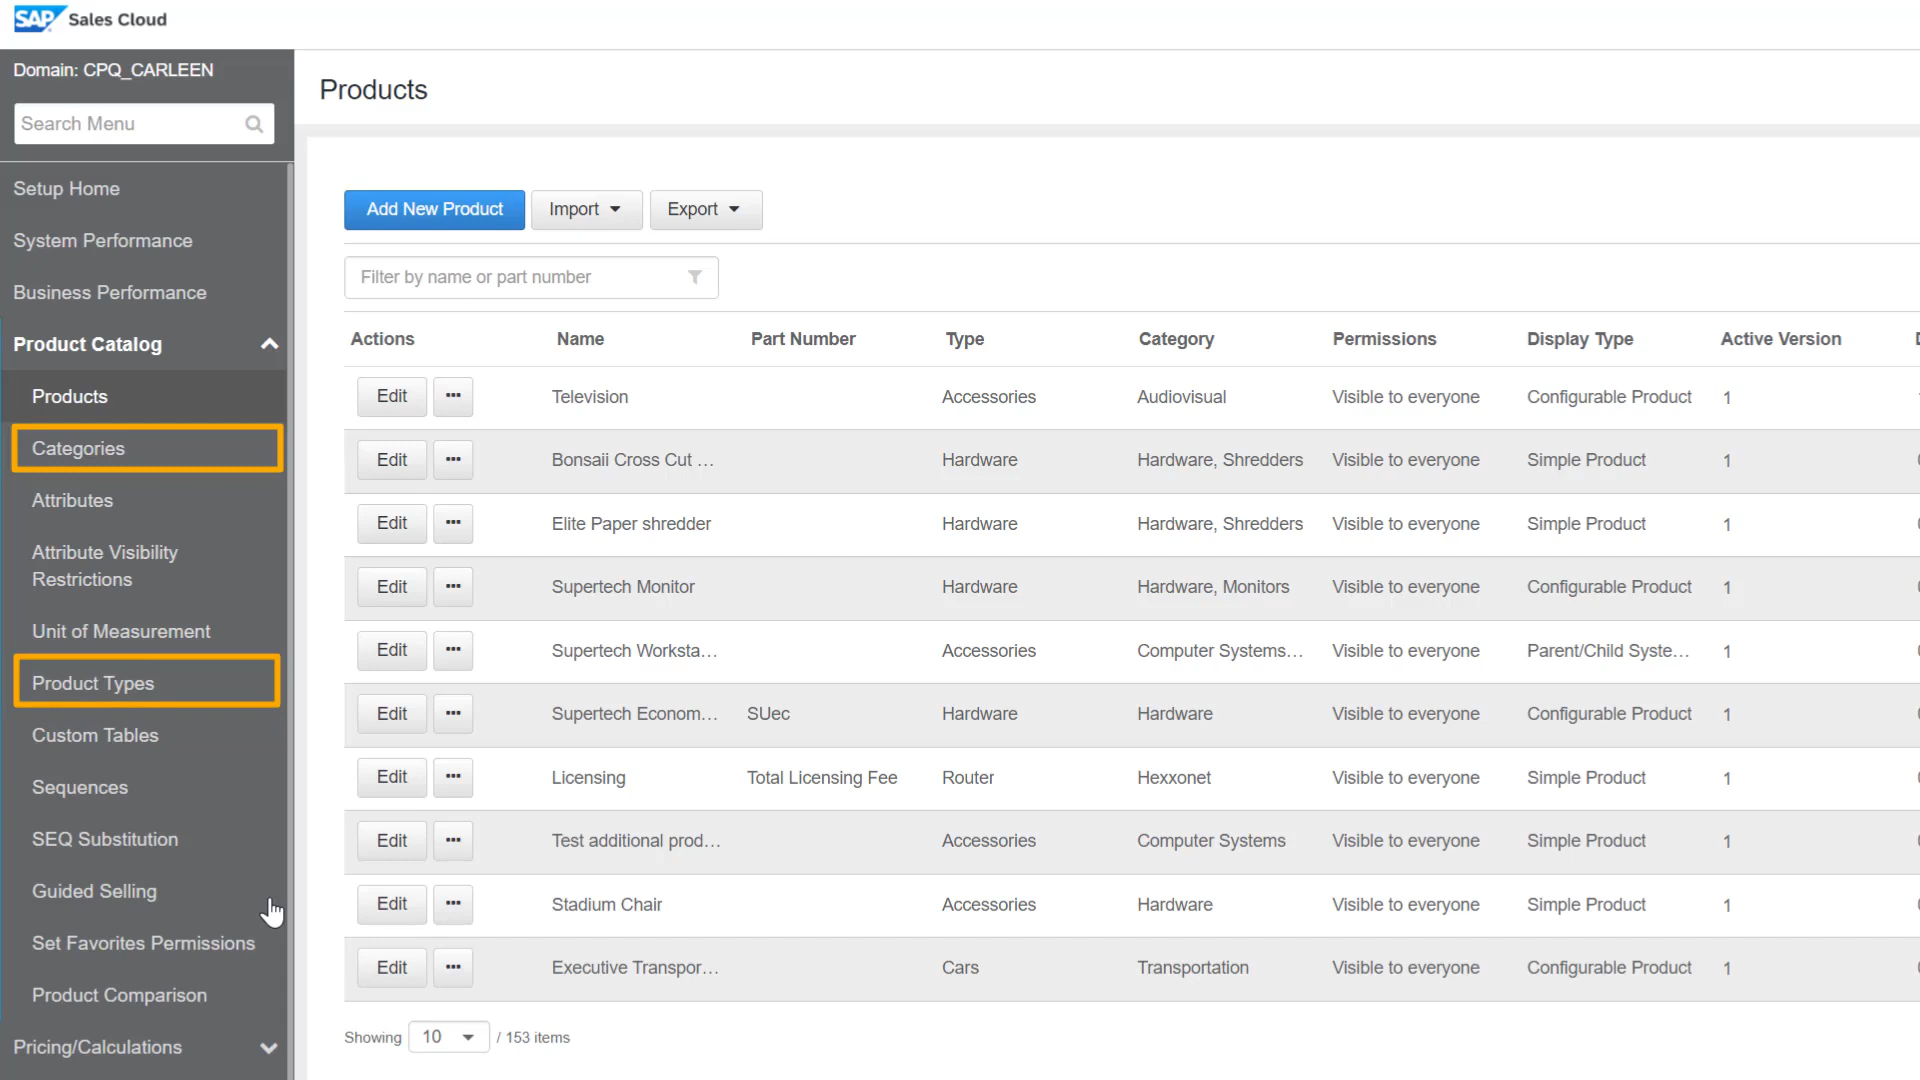 SAP Sales Cloud
Domain: CPQ_CARLEEN
Search Menu
Setup Home
System Performance
Business Performance
Product Catalog
Products
Categories
Attributes
Attribute Visibility
Restrictions
Unit of Measurement
Product Types
Custom Tables
Sequences
SEQ Substitution
Guided Selling
Set Favorites Permissions
Product Comparison
Pricing/Calculations
Products
Add New Product Import Export
Filter by name or part number
Actions Name Part Number Type Category Permissions Display Type Active Version
Edit ••• Television Accessories Audiovisual Visible to everyone Configurable Product 1
Edit ••• Bonsaii Cross Cut … Hardware Hardware, Shredders Visible to everyone Simple Product 1
Edit ••• Elite Paper shredder Hardware Hardware, Shredders Visible to everyone Simple Product 1
Edit ••• Supertech Monitor Hardware Hardware, Monitors Visible to everyone Configurable Product 1
Edit ••• Supertech Worksta… Accessories Computer Systems… Visible to everyone Parent/Child Syste… 1
Edit ••• Supertech Econom… SUec Hardware Hardware Visible to everyone Configurable Product 1
Edit ••• Licensing Total Licensing Fee Router Hexxonet Visible to everyone Simple Product 1
Edit ••• Test additional prod… Accessories Computer Systems Visible to everyone Simple Product 1
Edit ••• Stadium Chair Accessories Hardware Visible to everyone Simple Product 1
Edit ••• Executive Transpor… Cars Transportation Visible to everyone Configurable Product 1
Showing 10 / 153 items